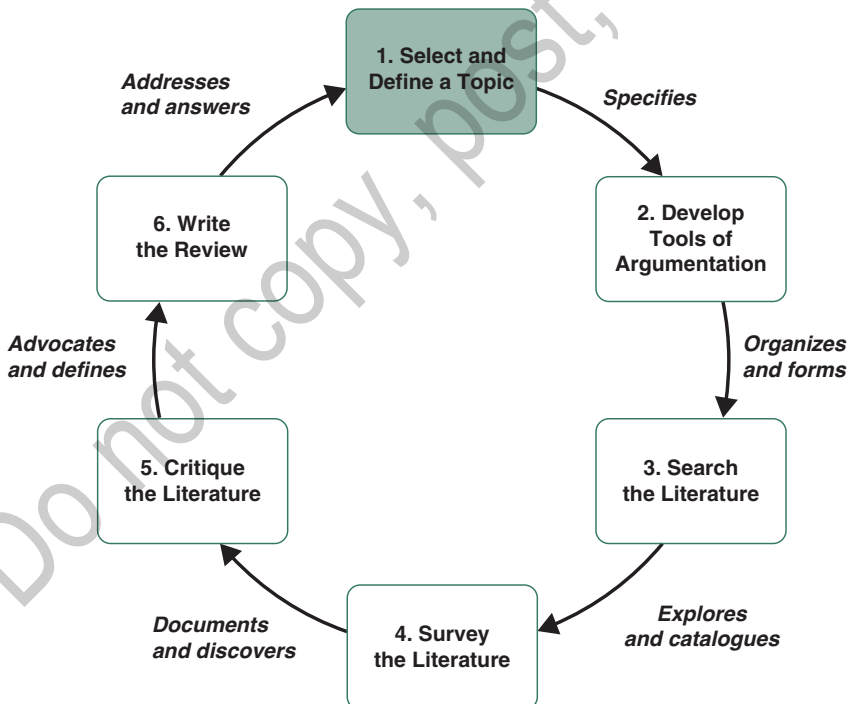 1. Select and
Define a Topic
Specifies
2. Develop
Tools of
Argumentation
Organizes
and forms
3. Search
the Literature
Explores
and catalogues
4. Survey
the Literature
Documents
and discovers
5. Critique
the Literature
Advocates
and defines
6. Write
the Review
Addresses
and answers
Do not copy, post,